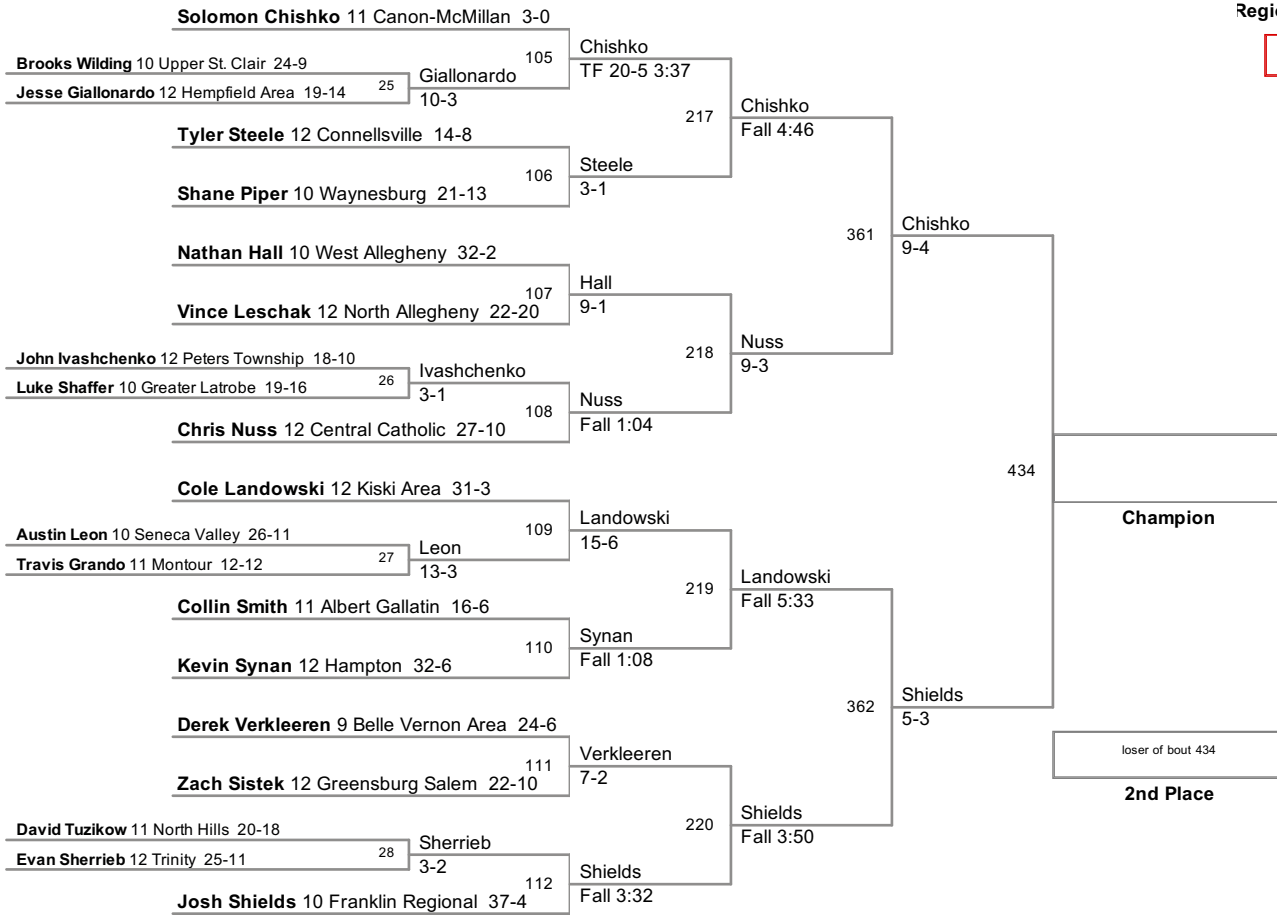 Regi
Solomon Chishko 11 Canon-McMillan 3-0
105
Chishko
TF 20-5 3:37
Brooks Wilding 10 Upper St. Clair 24-9
Jesse Giallonardo 12 Hempfield Area 19-14
25
Giallonardo
10-3
217
Chishko
Fall 4:46
Tyler Steele 12 Connellsville 14-8
106
Steele
3-1
Shane Piper 10 Waynesburg 21-13
361
Chishko
9-4
Nathan Hall 10 West Allegheny 32-2
107
Hall
9-1
Vince Leschak 12 North Allegheny 22-20
218
Nuss
9-3
John Ivashchenko 12 Peters Township 18-10
Luke Shaffer 10 Greater Latrobe 19-16
26
Ivashchenko
3-1
108
Nuss
Fall 1:04
Chris Nuss 12 Central Catholic 27-10
434
Champion
Cole Landowski 12 Kiski Area 31-3
109
Landowski
15-6
Austin Leon 10 Seneca Valley 26-11
Travis Grando 11 Montour 12-12
27
Leon
13-3
219
Landowski
Fall 5:33
Collin Smith 11 Albert Gallatin 16-6
110
Synan
Fall 1:08
Kevin Synan 12 Hampton 32-6
362
Shields
5-3
Derek Verkleeren 9 Belle Vernon Area 24-6
111
Verkleeren
7-2
Zach Sistek 12 Greensburg Salem 22-10
loser of bout 434
2nd Place
220
Shields
Fall 3:50
David Tuzikow 11 North Hills 20-18
Evan Sherrieb 12 Trinity 25-11
28
Sherrieb
3-2
112
Shields
Fall 3:32
Josh Shields 10 Franklin Regional 37-4